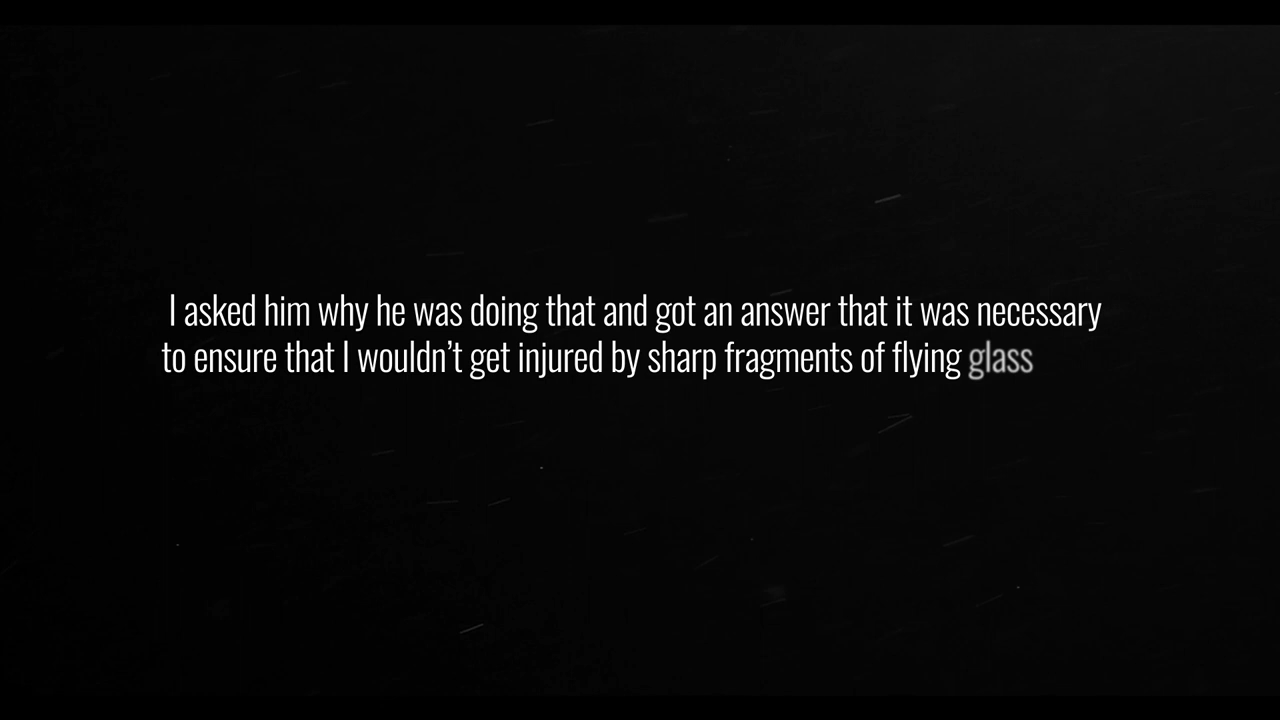 I asked him why he was doing that and got an answer that it was necessary
to ensure that I wouldn’t get injured by sharp fragments of flying glass